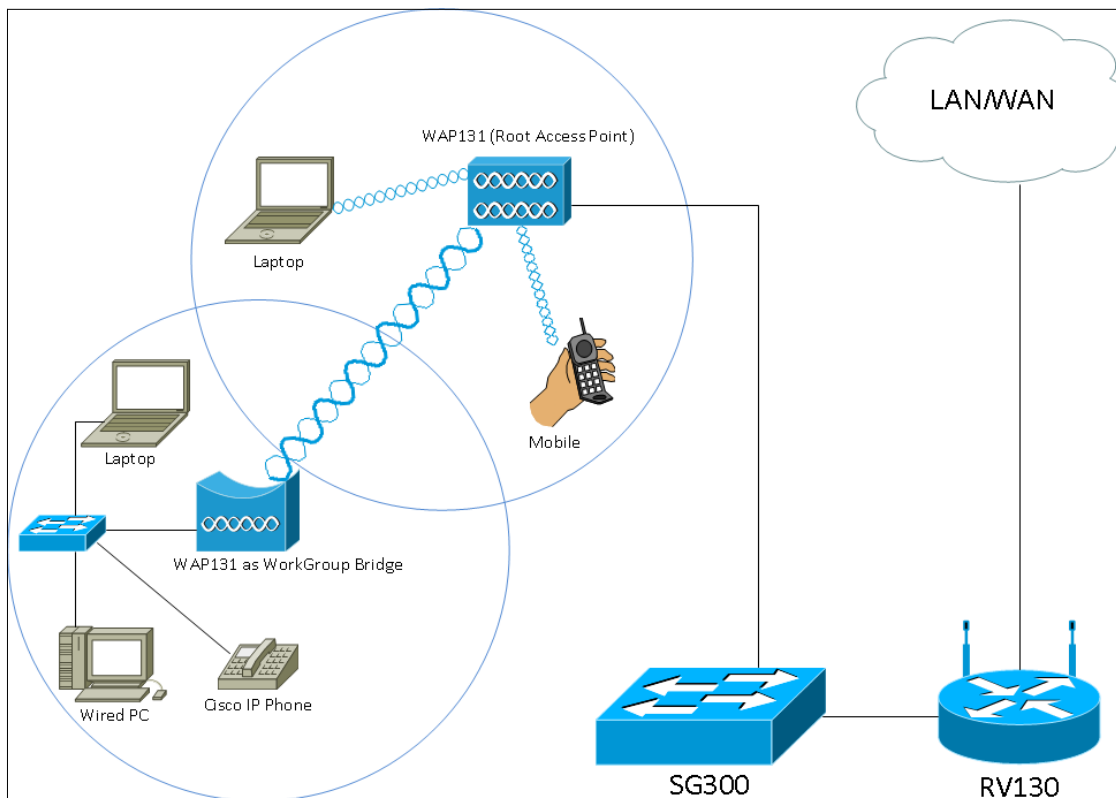 LAN/WAN
WAP131 (Root Access Point)
Laptop
Mobile
Laptop
WAP131 as WorkGroup Bridge
Wired PC
Cisco IP Phone
SG300
RV130